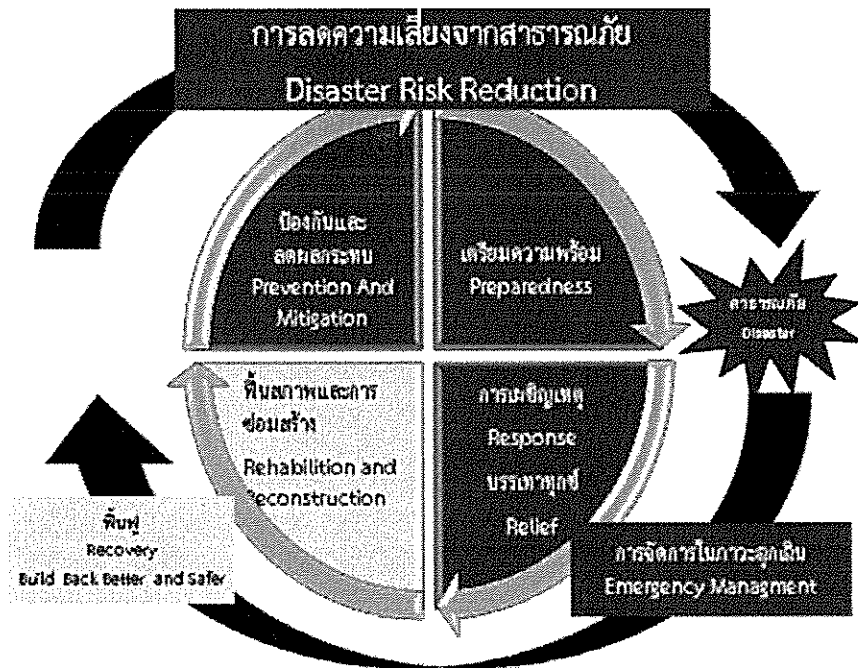 การลดความเสี่ยงจากสาธารณภัย
Disaster Risk Reduction
ป้องกันและ
ลดผลกระทบ
Prevention And
Mitigation
เตรียมความพร้อม
Preparedness
สาธารณภัย
Disaster
ฟื้นสภาพและการ
ซ่อมสร้าง
Rehabilition and
Reconstruction
การเผชิญเหตุ
Response
บรรเทาทุกข์
Relief
ฟื้นฟู
Recovery
Build Back Better and Safer
การจัดการในภาวะฉุกเฉิน
Emergency Managment